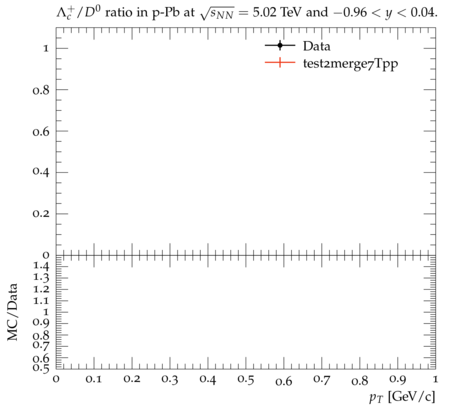 Λc+/D0 ratio in p-Pb at √sNN = 5.02 TeV and −0.96 < y < 0.04.
Data
test2merge7Tpp
1
0.8
0.6
0.4
0.2
0
MC/Data
1.4
1.3
1.2
1.1
1
0.9
0.8
0.7
0.6
0.5
0 0.1 0.2 0.3 0.4 0.5 0.6 0.7 0.8 0.9 1
pT [GeV/c]